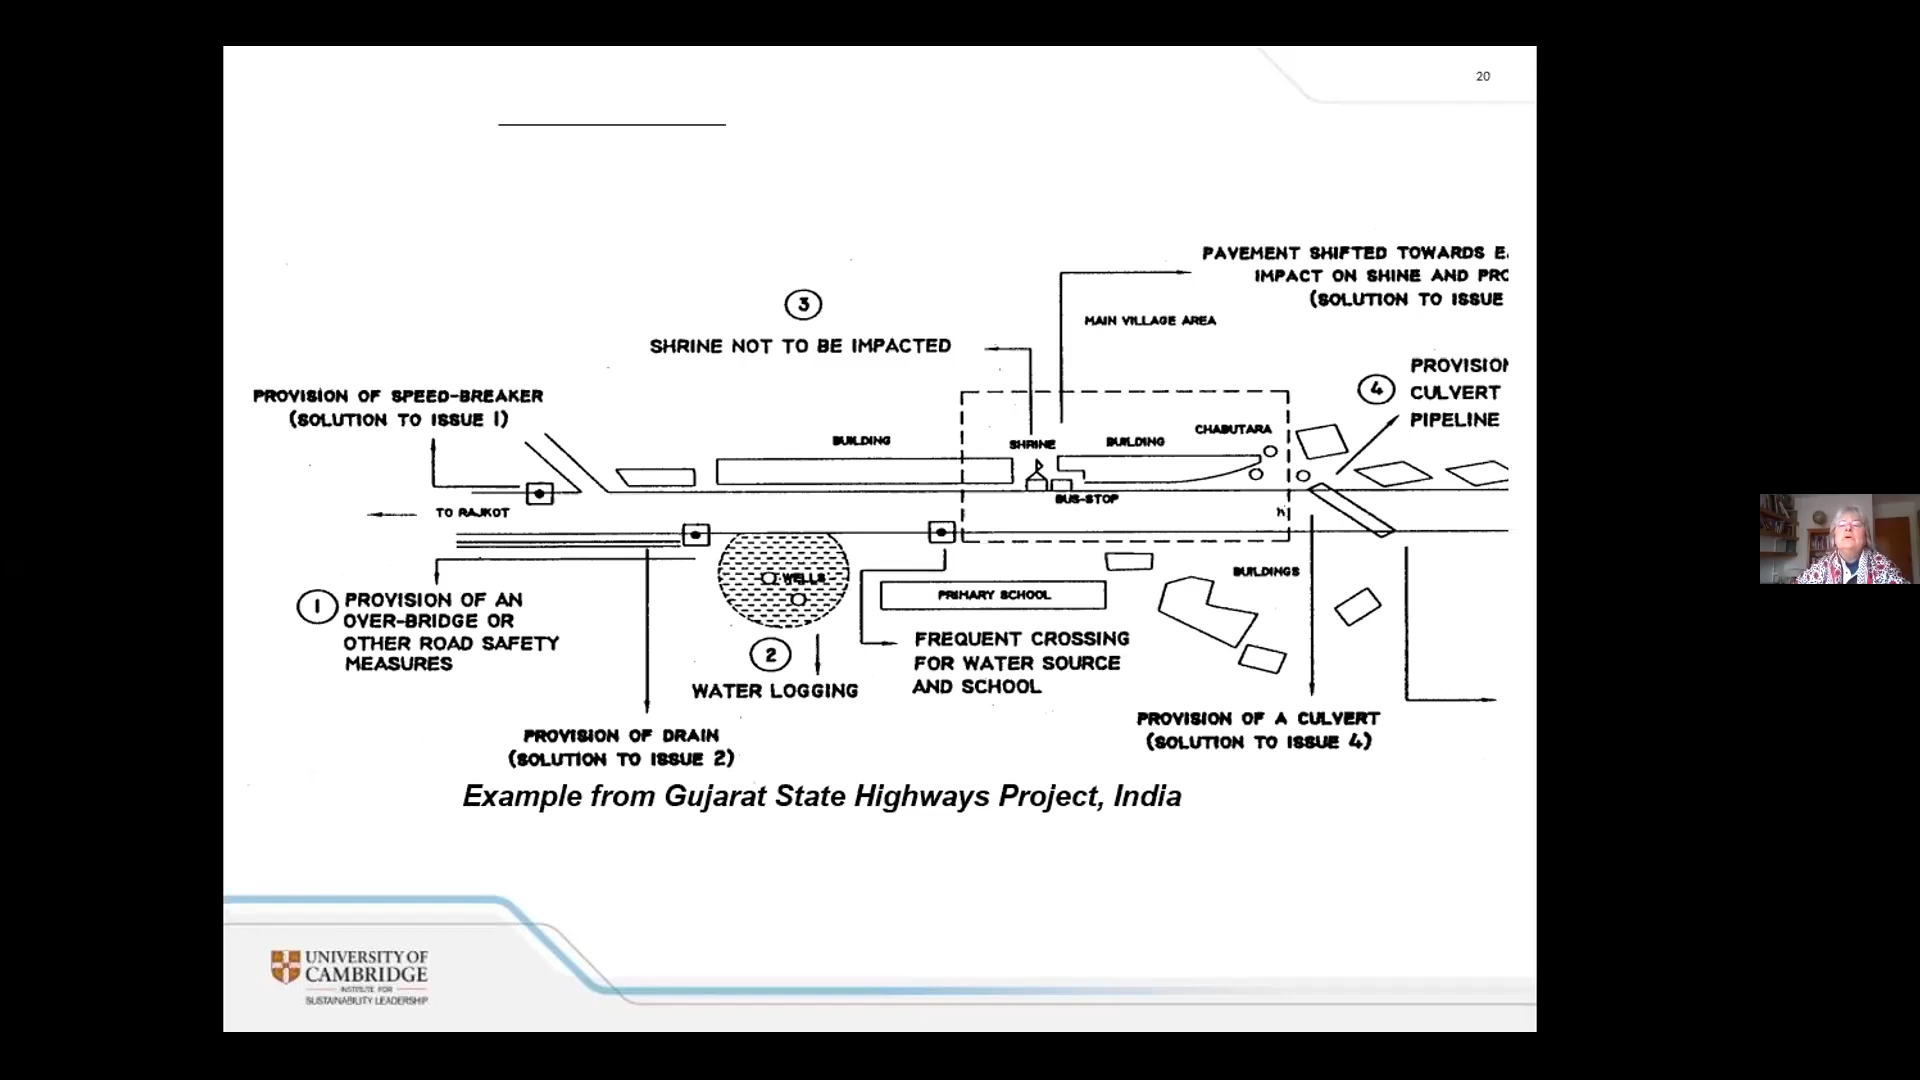 20
PAVEMENT SHIFTED TOWARDS E.
IMPACT ON SHINE AND PRO
(SOLUTION TO ISSUE
3
SHRINE NOT TO BE IMPACTED
MAIN VILLAGE AREA
4
PROVISION
CULVERT
PIPELINE
PROVISION OF SPEED-BREAKER
(SOLUTION TO ISSUE 1)
BUILDING
SHRINE
BUILDING
CHABUTARA
BUS-STOP
TO RAJKOT
WELLS
PRIMARY SCHOOL
BUILDINGS
1
PROVISION OF AN
OVER-BRIDGE OR
OTHER ROAD SAFETY
MEASURES
2
WATER LOGGING
FREQUENT CROSSING
FOR WATER SOURCE
AND SCHOOL
PROVISION OF DRAIN
(SOLUTION TO ISSUE 2)
PROVISION OF A CULVERT
(SOLUTION TO ISSUE 4)
Example from Gujarat State Highways Project, India
UNIVERSITY OF
CAMBRIDGE
INSTITUTE FOR
SUSTAINABILITY LEADERSHIP